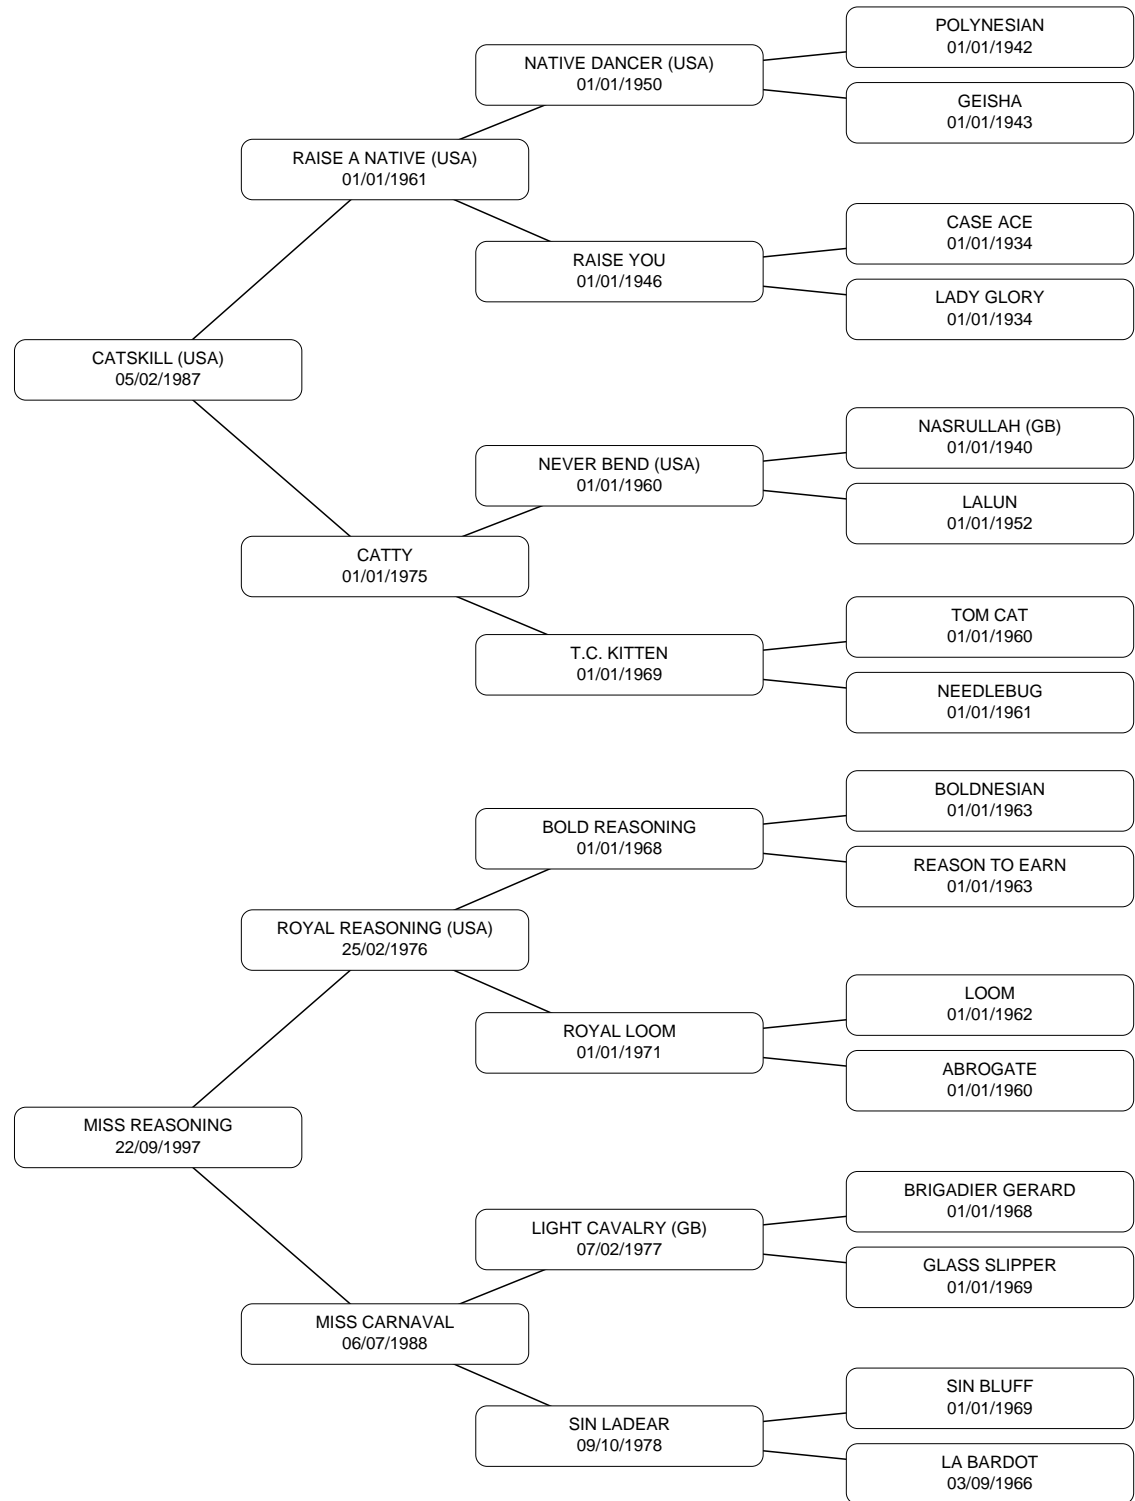 POLYNESIAN
01/01/1942
NATIVE DANCER (USA)
01/01/1950
GEISHA
01/01/1943
RAISE A NATIVE (USA)
01/01/1961
CASE ACE
01/01/1934
RAISE YOU
01/01/1946
LADY GLORY
01/01/1934
CATSKILL (USA)
05/02/1987
NASRULLAH (GB)
01/01/1940
NEVER BEND (USA)
01/01/1960
LALUN
01/01/1952
CATTY
01/01/1975
TOM CAT
01/01/1960
T.C. KITTEN
01/01/1969
NEEDLEBUG
01/01/1961
BOLDNESIAN
01/01/1963
BOLD REASONING
01/01/1968
REASON TO EARN
01/01/1963
ROYAL REASONING (USA)
25/02/1976
LOOM
01/01/1962
ROYAL LOOM
01/01/1971
ABROGATE
01/01/1960
MISS REASONING
22/09/1997
BRIGADIER GERARD
01/01/1968
LIGHT CAVALRY (GB)
07/02/1977
GLASS SLIPPER
01/01/1969
MISS CARNAVAL
06/07/1988
SIN BLUFF
01/01/1969
SIN LADEAR
09/10/1978
LA BARDOT
03/09/1966